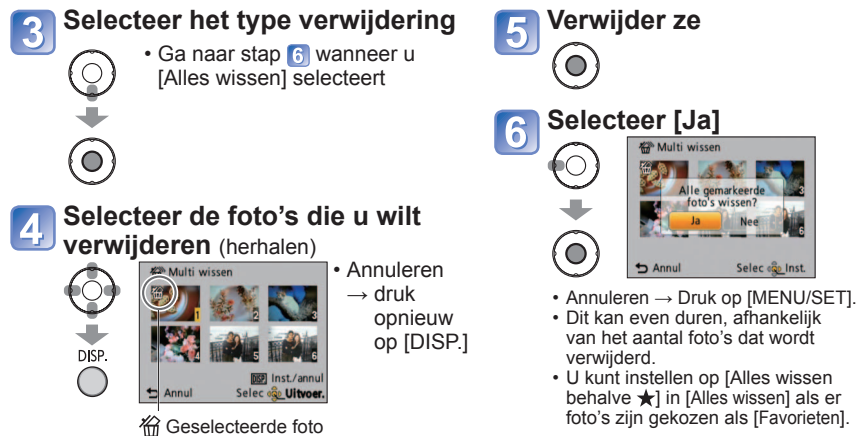 3 Selecteer het type verwijdering
• Ga naar stap 6 wanneer u
[Alles wissen] selecteert
4 Selecteer de foto's die u wilt
verwijderen (herhalen)
Multi wissen
1
2
3
4
5
6
DISP Inst./annul
Annul Selec Uitvoer.
DISP.
• Annuleren
→ druk
opnieuw
op [DISP.]
Geselecteerde foto
5 Verwijder ze
6 Selecteer [Ja]
Multi wissen
3
Alle gemarkeerde
foto's wissen?
Ja Nee
6
Annul Selec Inst.
• Annuleren → Druk op [MENU/SET].
• Dit kan even duren, afhankelijk
van het aantal foto's dat wordt
verwijderd.
• U kunt instellen op [Alles wissen
behalve ★] in [Alles wissen] als er
foto's zijn gekozen als [Favorieten].